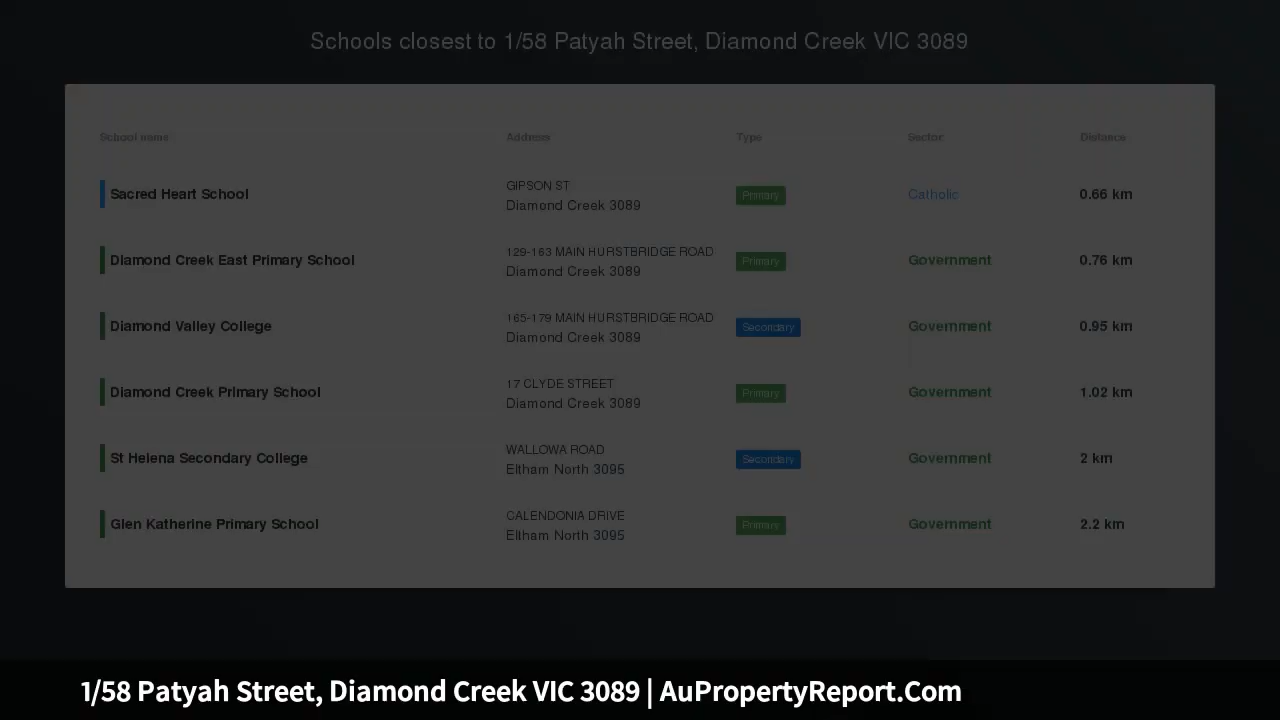 Schools closest to 1/58 Patyah Street, Diamond Creek VIC 3089
School name Address Type Sector Distance
Sacred Heart School GIPSON ST Diamond Creek 3089 Primary Catholic 0.66 km
Diamond Creek East Primary School 129-163 MAIN HURSTBRIDGE ROAD Diamond Creek 3089 Primary Government 0.76 km
Diamond Valley College 165-179 MAIN HURSTBRIDGE ROAD Diamond Creek 3089 Secondary Government 0.95 km
Diamond Creek Primary School 17 CLYDE STREET Diamond Creek 3089 Primary Government 1.02 km
St Helena Secondary College WALLOWA ROAD Eltham North 3095 Secondary Government 2 km
Glen Katherine Primary School CALENDONIA DRIVE Eltham North 3095 Primary Government 2.2 km
1/58 Patyah Street, Diamond Creek VIC 3089 | AuPropertyReport.Com